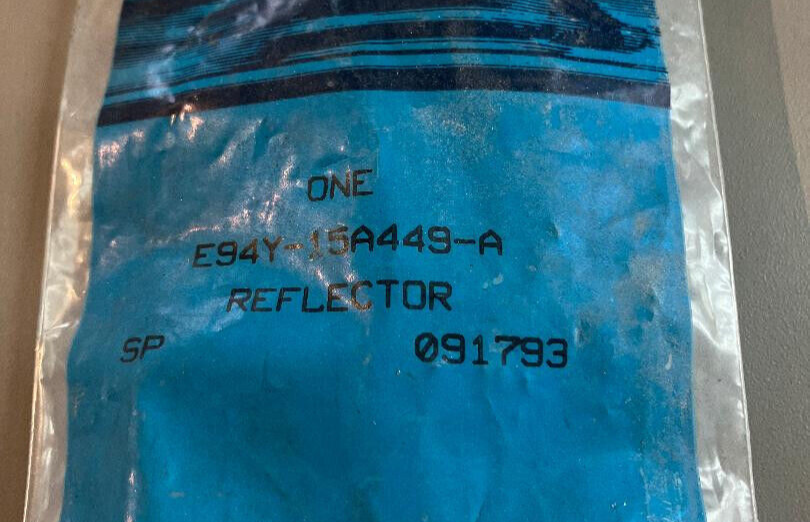 ONE
E94Y-15A449-A
REFLECTOR
SP 091793